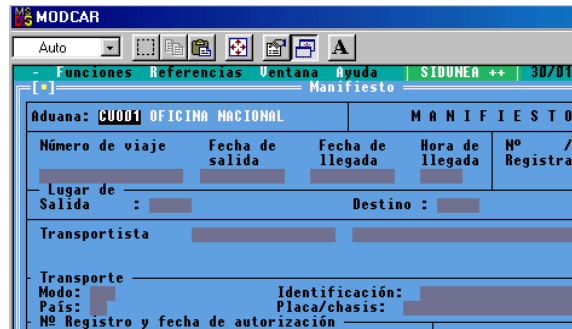 MS DOS MODCAR
Auto A
- Funciones Referencias Ventana Ayuda | SIDUNEA ++ | 30/01
Manifiesto
Aduana: CU001 OFICINA NACIONAL M A N I F I E S T O
Número de viaje Fecha de Fecha de Hora de Nº /
salida llegada llegada Registra
Lugar de
Salida : Destino :
Transportista
Transporte
Modo: Identificación:
País: Placa/chasis:
Nº Registro y fecha de autorización